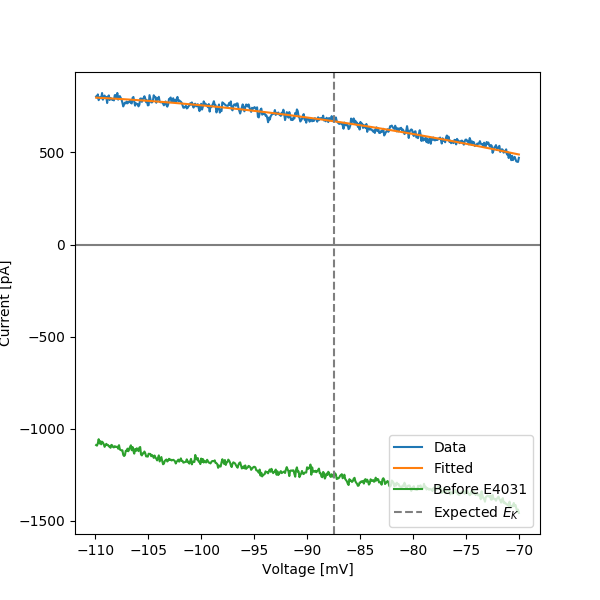 500
0
−500
−1000
−1500
Current [pA]
−110 −105 −100 −95 −90 −85 −80 −75 −70
Voltage [mV]
Data
Fitted
Before E4031
Expected E_K